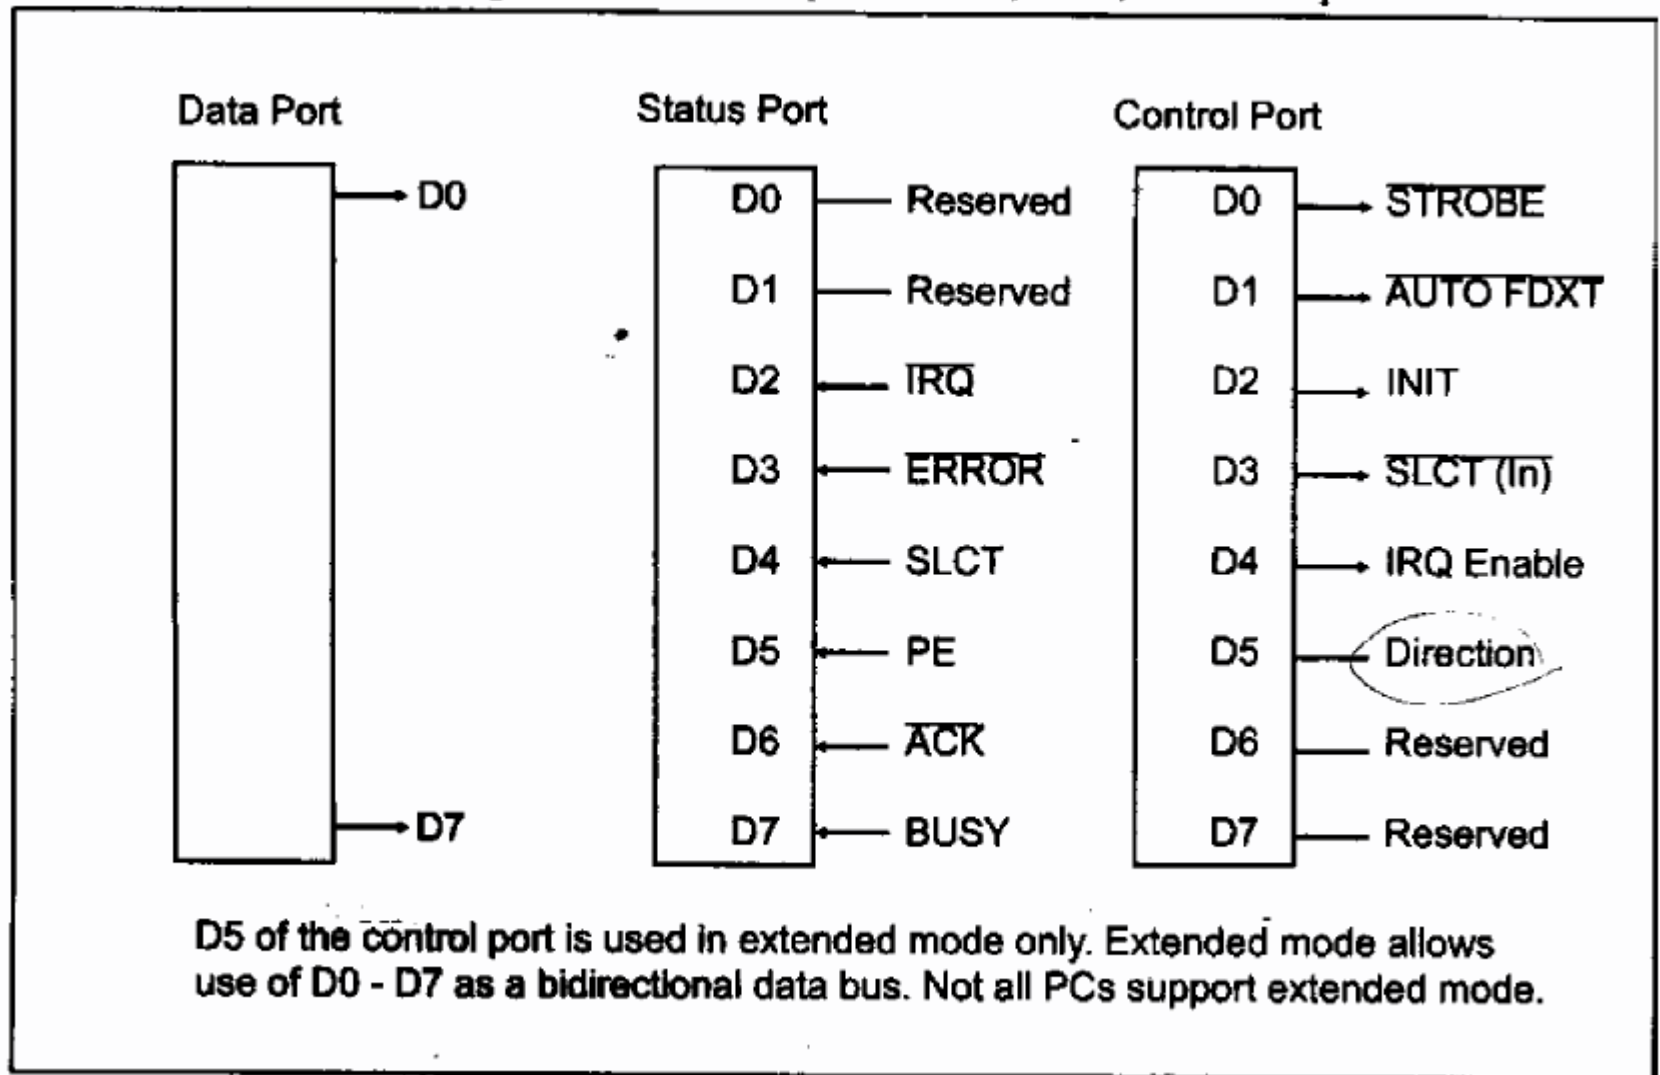 Data Port
D0
D7
Status Port
D0 Reserved
D1 Reserved
D2 IRQ
D3 ERROR
D4 SLCT
D5 PE
D6 ACK
D7 BUSY
Control Port
D0 STROBE
D1 AUTO FDXT
D2 INIT
D3 SLCT (In)
D4 IRQ Enable
D5 Direction
D6 Reserved
D7 Reserved
D5 of the control port is used in extended mode only. Extended mode allows
use of D0 - D7 as a bidirectional data bus. Not all PCs support extended mode.